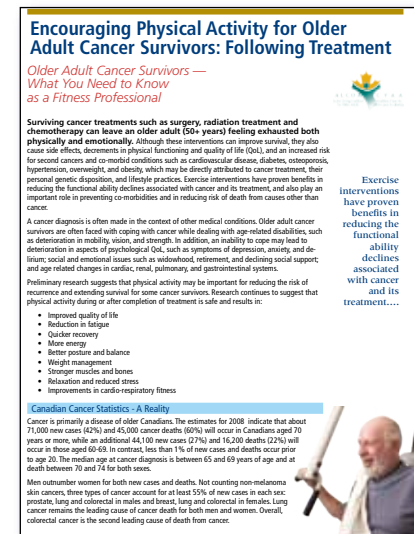 Encouraging Physical Activity for Older
Adult Cancer Survivors: Following Treatment
Older Adult Cancer Survivors —
What You Need to Know
as a Fitness Professional
Surviving cancer treatments such as surgery, radiation treatment and
chemotherapy can leave an older adult (50+ years) feeling exhausted both
physically and emotionally. Although these interventions can improve survival, they also
cause side effects, decrements in physical functioning and quality of life (QoL), and an increased risk
for second cancers and co-morbid conditions such as cardiovascular disease, diabetes, osteoporosis,
hypertension, overweight, and obesity, which may be directly attributed to cancer treatment, their
personal genetic disposition, and lifestyle practices. Exercise interventions have proven benefits in
reducing the functional ability declines associated with cancer and its treatment, and also play an
important role in preventing co-morbidities and in reducing risk of death from causes other than
cancer.
A cancer diagnosis is often made in the context of other medical conditions. Older adult cancer
survivors are often faced with coping with cancer while dealing with age-related disabilities, such
as deterioration in mobility, vision, and strength. In addition, an inability to cope may lead to
deterioration in aspects of psychological QoL, such as symptoms of depression, anxiety, and de-
lirium; social and emotional issues such as widowhood, retirement, and declining social support;
and age related changes in cardiac, renal, pulmonary, and gastrointestinal systems.
Preliminary research suggests that physical activity may be important for reducing the risk of
recurrence and extending survival for some cancer survivors. Research continues to suggest that
physical activity during or after completion of treatment is safe and results in:
• Improved quality of life
• Reduction in fatigue
• Quicker recovery
• More energy
• Better posture and balance
• Weight management
• Stronger muscles and bones
• Relaxation and reduced stress
• Improvements in cardio-respiratory fitness
Exercise
interventions
have proven
benefits in
reducing the
functional
ability
declines
associated
with cancer
and its
treatment....
Canadian Cancer Statistics - A Reality
Cancer is primarily a disease of older Canadians. The estimates for 2008 indicate that about
71,000 new cases (42%) and 45,000 cancer deaths (60%) will occur in Canadians aged 70
years or more, while an additional 44,100 new cases (27%) and 16,200 deaths (22%) will
occur in those aged 60-69. In contrast, less than 1% of new cases and deaths occur prior
to age 20. The median age at cancer diagnosis is between 65 and 69 years of age and at
death between 70 and 74 for both sexes.
Men outnumber women for both new cases and deaths. Not counting non-melanoma
skin cancers, three types of cancer account for at least 55% of new cases in each sex:
prostate, lung and colorectal in males and breast, lung and colorectal in females. Lung
cancer remains the leading cause of cancer death for both men and women. Overall,
colorectal cancer is the second leading cause of death from cancer.